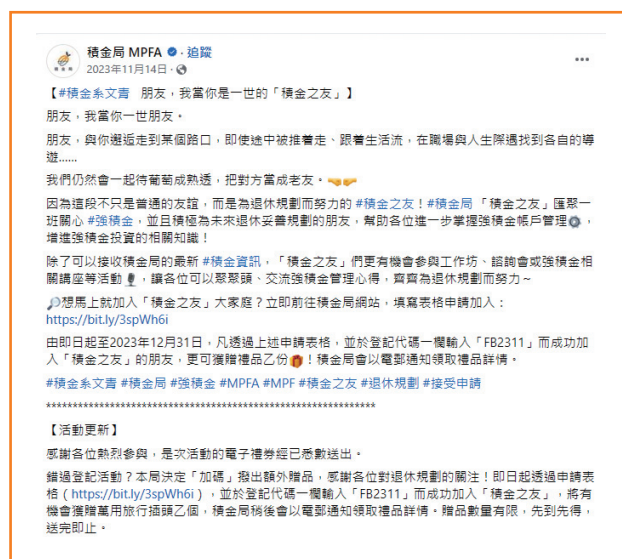 積金局 MPFA · 追蹤
2023年11月14日 ·
【#積金系文青 朋友，我當你是一世的「積金之友」】
朋友，我當你一世朋友。
朋友，與你邂逅走到某個路口，即使途中被推着走、跟着生活流，在職場與人生際遇找到各自的導
遊......
我們仍然會一起待葡萄成熟透，把對方當成老友。
因為這段不只是普通的友誼，而是為退休規劃而努力的 #積金之友！#積金局 「積金之友」匯聚一
班關心 #強積金，並且積極為未來退休妥善規劃的朋友，幫助各位進一步掌握強積金帳戶管理，
增進強積金投資的相關知識！
除了可以接收積金局的最新 #積金資訊，「積金之友」們更有機會參與工作坊、諮詢會或強積金相
關講座等活動，讓各位可以聚聚頭、交流強積金管理心得，齊齊為退休規劃而努力～
想馬上就加入「積金之友」大家庭？立即前往積金局網站，填寫表格申請加入：
https://bit.ly/3spWh6i
由即日起至2023年12月31日，凡透過上述申請表格，並於登記代碼一欄輸入「FB2311」而成功加
入「積金之友」的朋友，更可獲贈禮品乙份！積金局會以電郵通知領取禮品詳情。
#積金系文青 #積金局 #強積金 #MPFA #MPF #積金之友 #退休規劃 #接受申請
**************************************************************
【活動更新】
感謝各位熱烈參與，是次活動的電子禮券經已悉數送出。
錯過登記活動？本局決定「加碼」撥出額外贈品，感謝各位對退休規劃的關注！即日起透過申請表
格（https://bit.ly/3spWh6i），並於登記代碼一欄輸入「FB2311」而成功加入「積金之友」，將有
機會獲贈萬用旅行插頭乙個，積金局稍後會以電郵通知領取禮品詳情。贈品數量有限，先到先得，
送完即止。